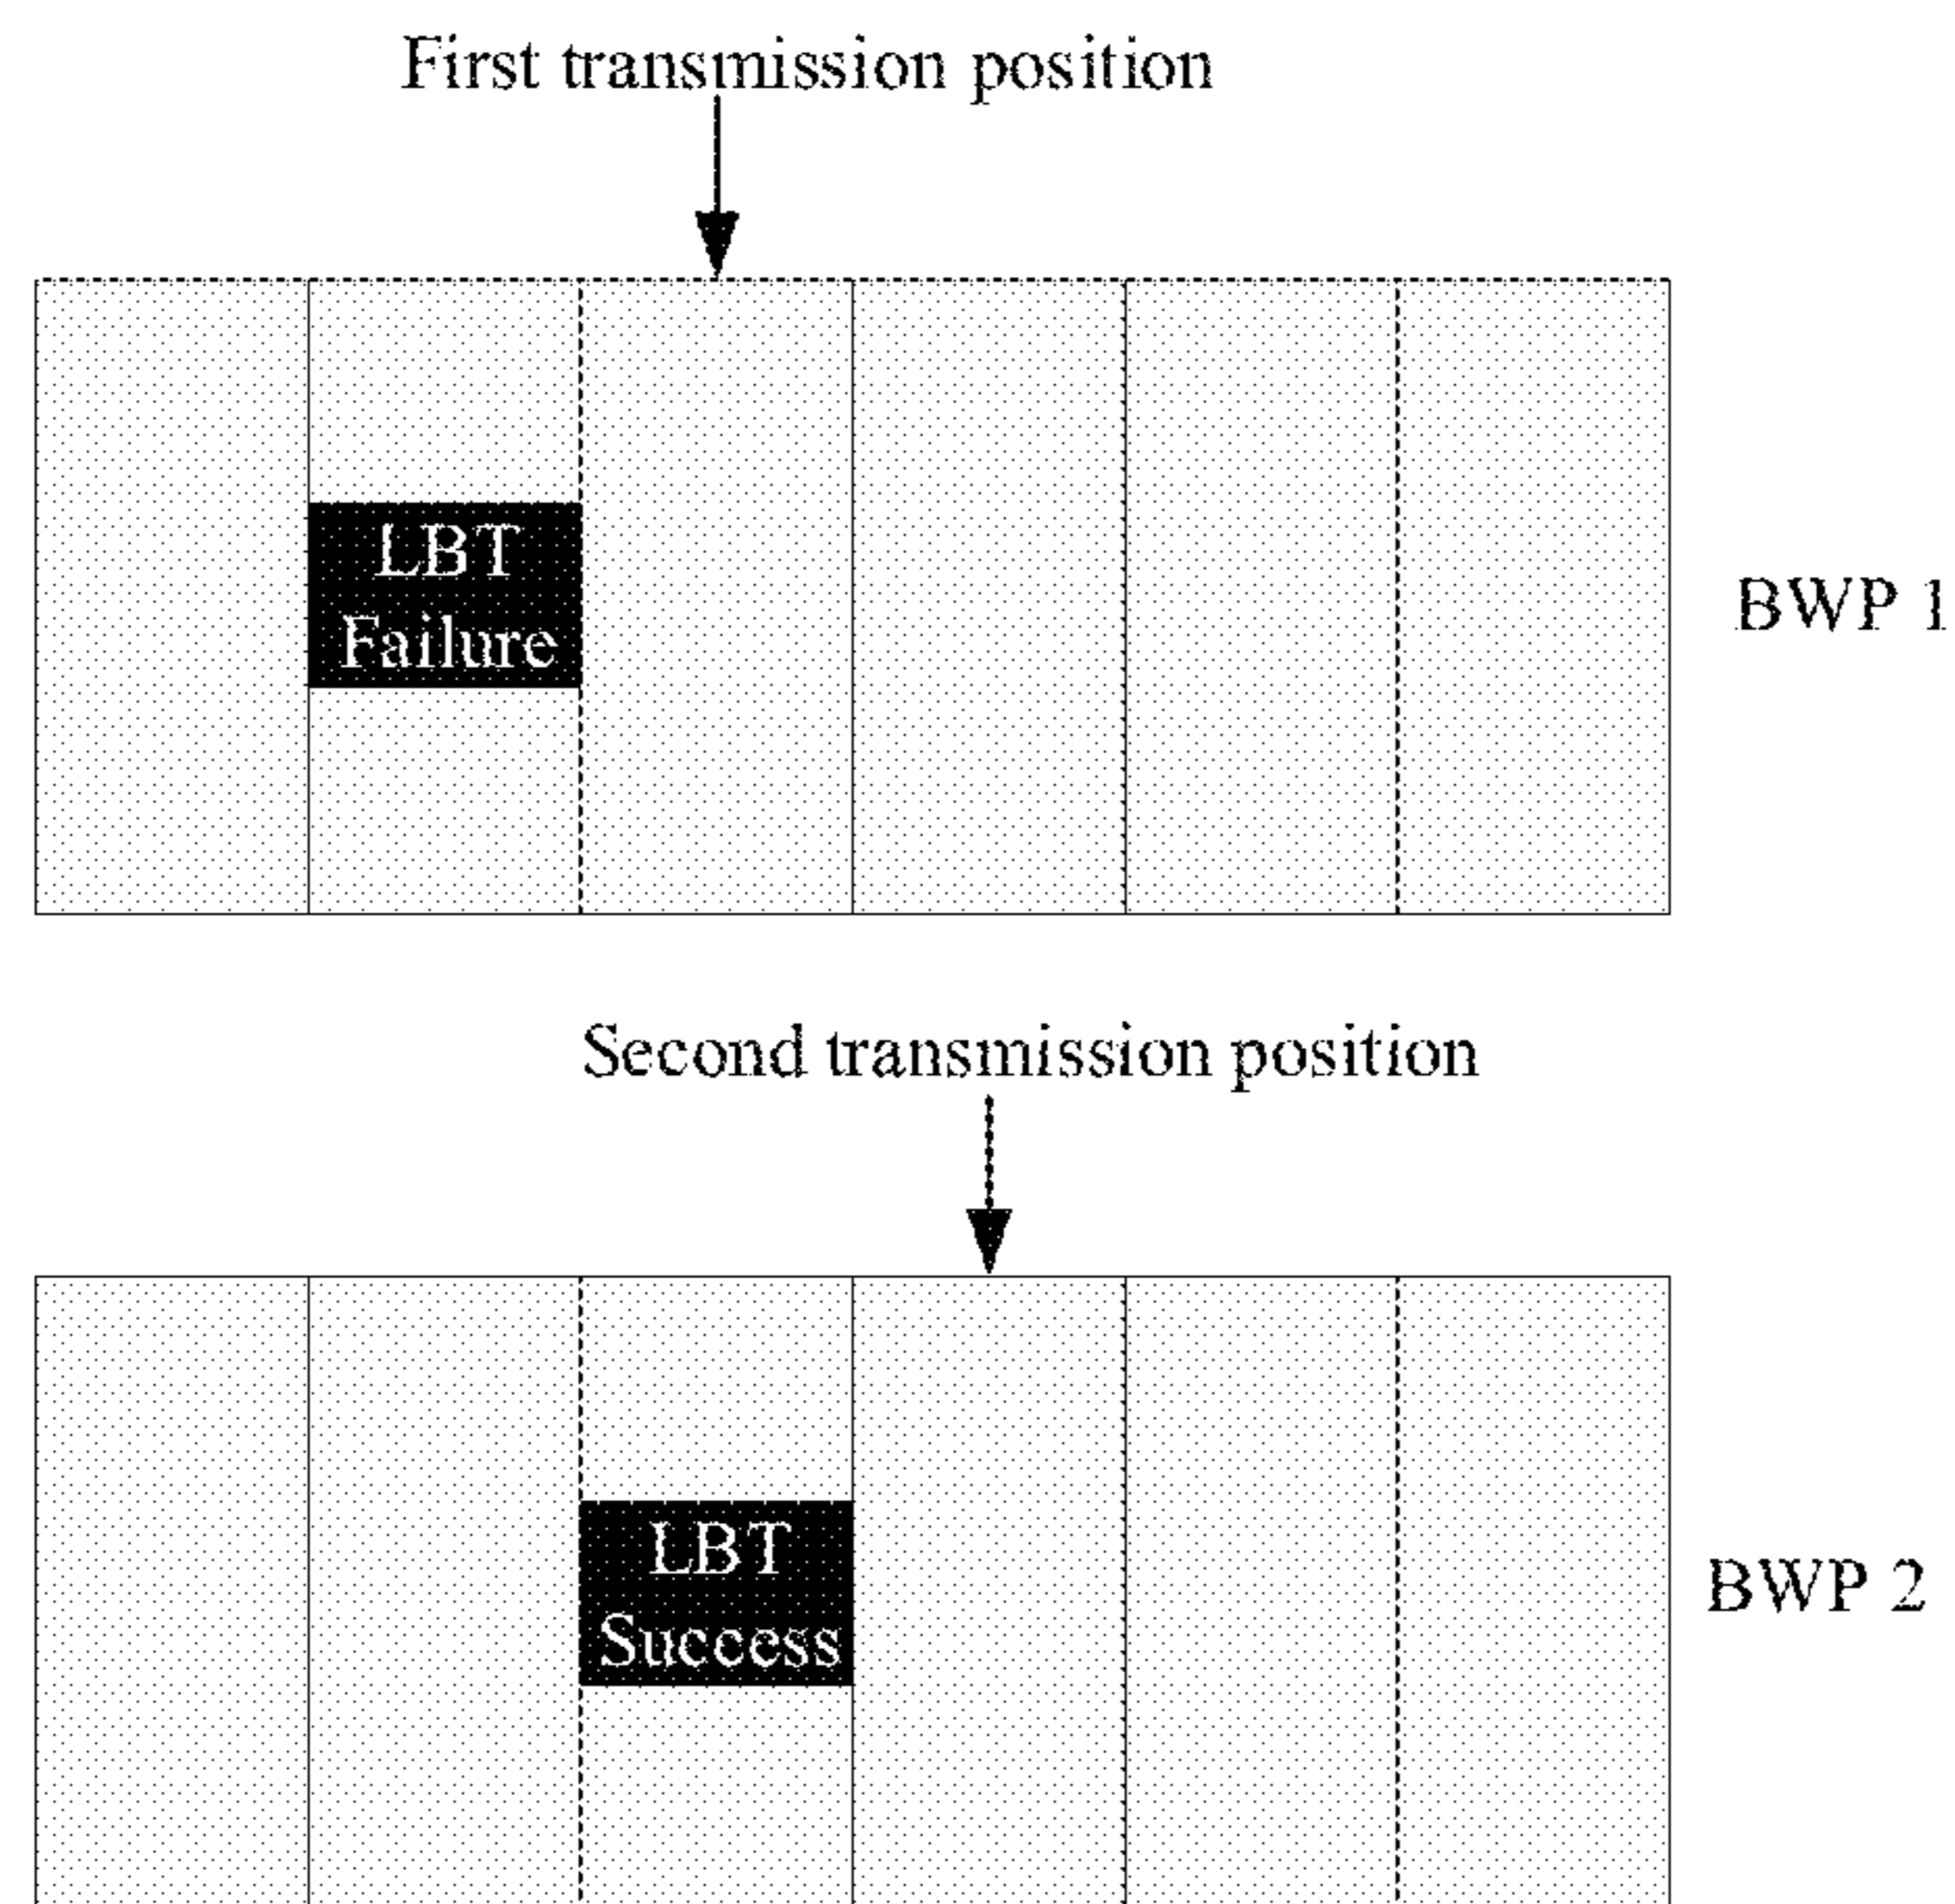 First transmission position
LBT
Failure
BWP 1
Second transmission position
LBT
Success
BWP 2